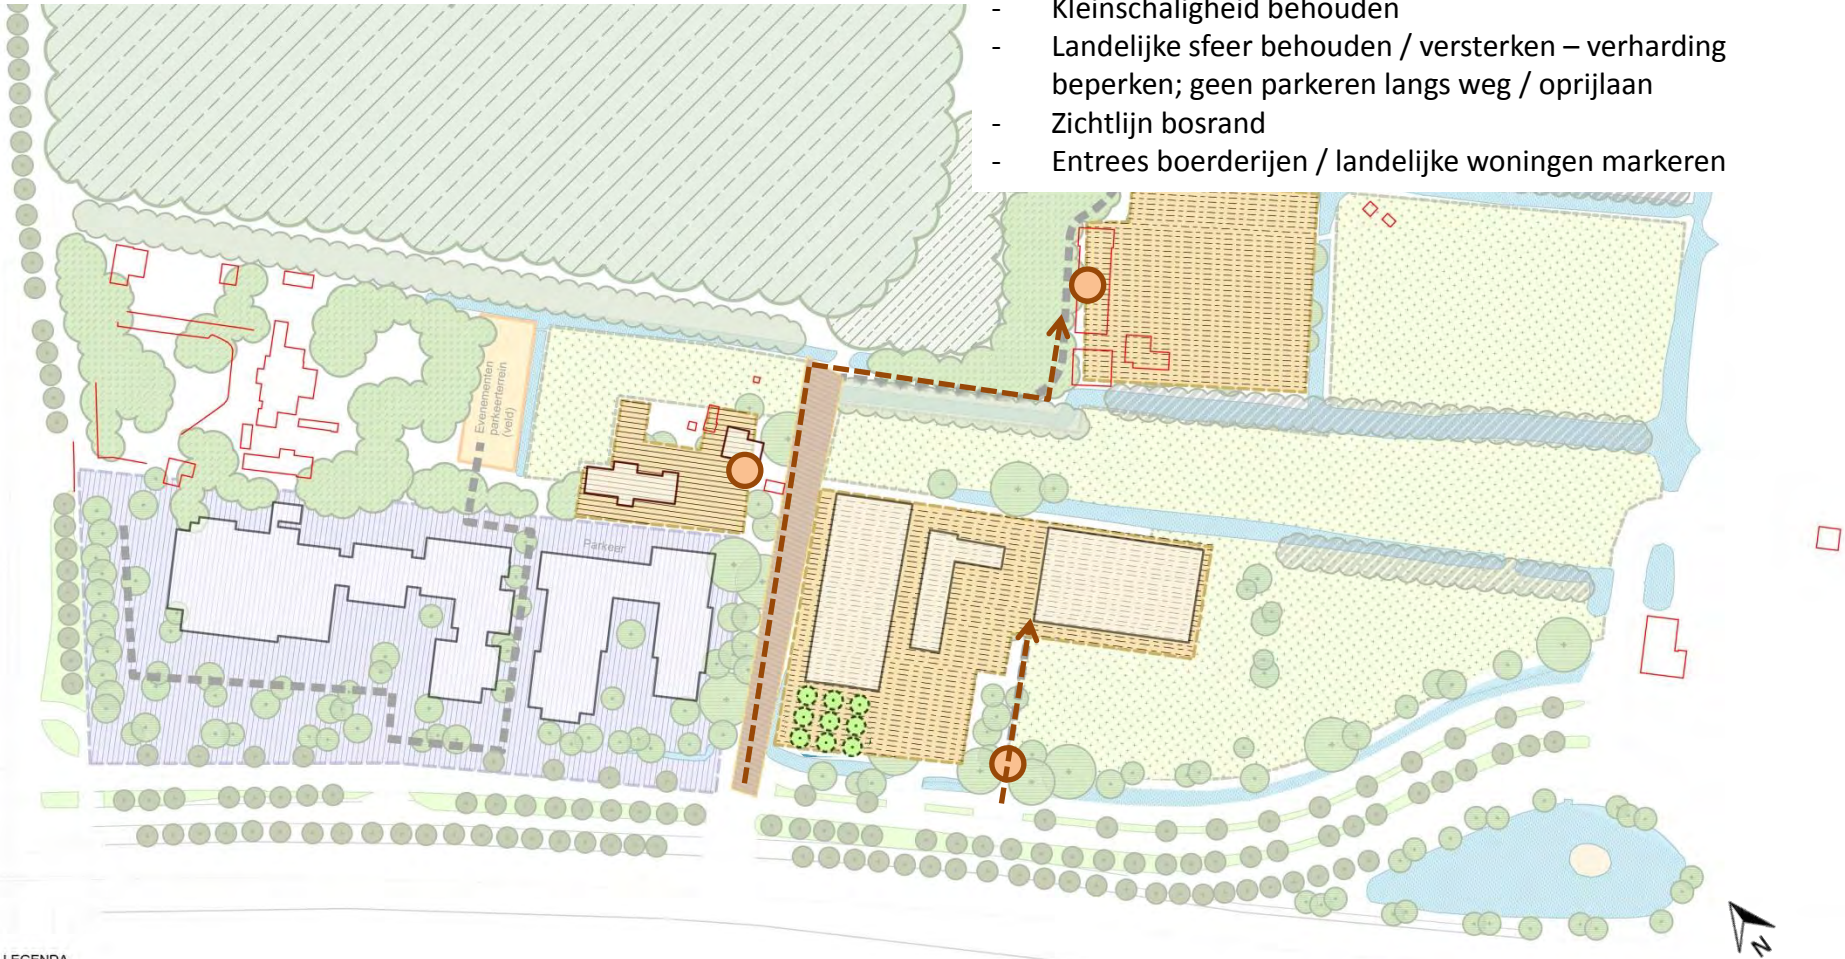 - Kleinschaligheid behouden
- Landelijke sfeer behouden / versterken – verharding
beperken; geen parkeren langs weg / oprijlaan
- Zichtlijn bosrand
- Entrees boerderijen / landelijke woningen markeren
Evenementen
parkeerterrein
(veld)
Parkeer
N
LEGENDA